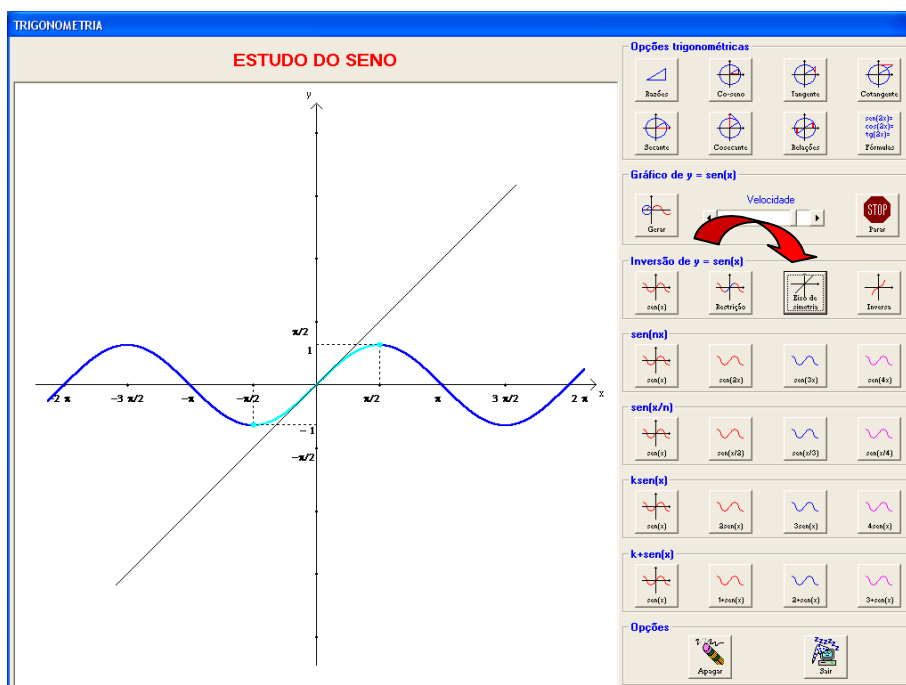 TRIGONOMETRIA
ESTUDO DO SENO
y
π/2
1
-2 π
-3 π/2
-π
-π/2
π/2
π
3 π/2
2 π
x
-1
-π/2
Opções trigonométricas
Razões
Co-seno
Tangente
Cotangente
Secante
Cosecante
Relações
sen(2x)=
cos(2x)=
tg(2x)=
Fórmulas
Gráfico de y = sen(x)
Gerar
Velocidade
STOP
Parar
Inversão de y = sen(x)
sen(x)
Restrição
Eixo de
simetria
Inversa
sen(nx)
sen(x)
sen(2x)
sen(3x)
sen(4x)
sen(x/n)
sen(x)
sen(x/2)
sen(x/3)
sen(x/4)
ksen(x)
sen(x)
2sen(x)
3sen(x)
4sen(x)
k+sen(x)
sen(x)
1+sen(x)
2+sen(x)
3+sen(x)
Opções
Apagar
Sair